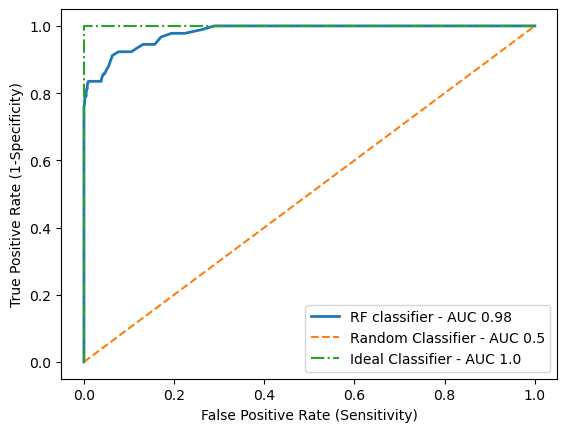 1.0
0.8
0.6
0.4
0.2
0.0
True Positive Rate (1-Specificity)
RF classifier - AUC 0.98
Random Classifier - AUC 0.5
Ideal Classifier - AUC 1.0
0.0 0.2 0.4 0.6 0.8 1.0
False Positive Rate (Sensitivity)